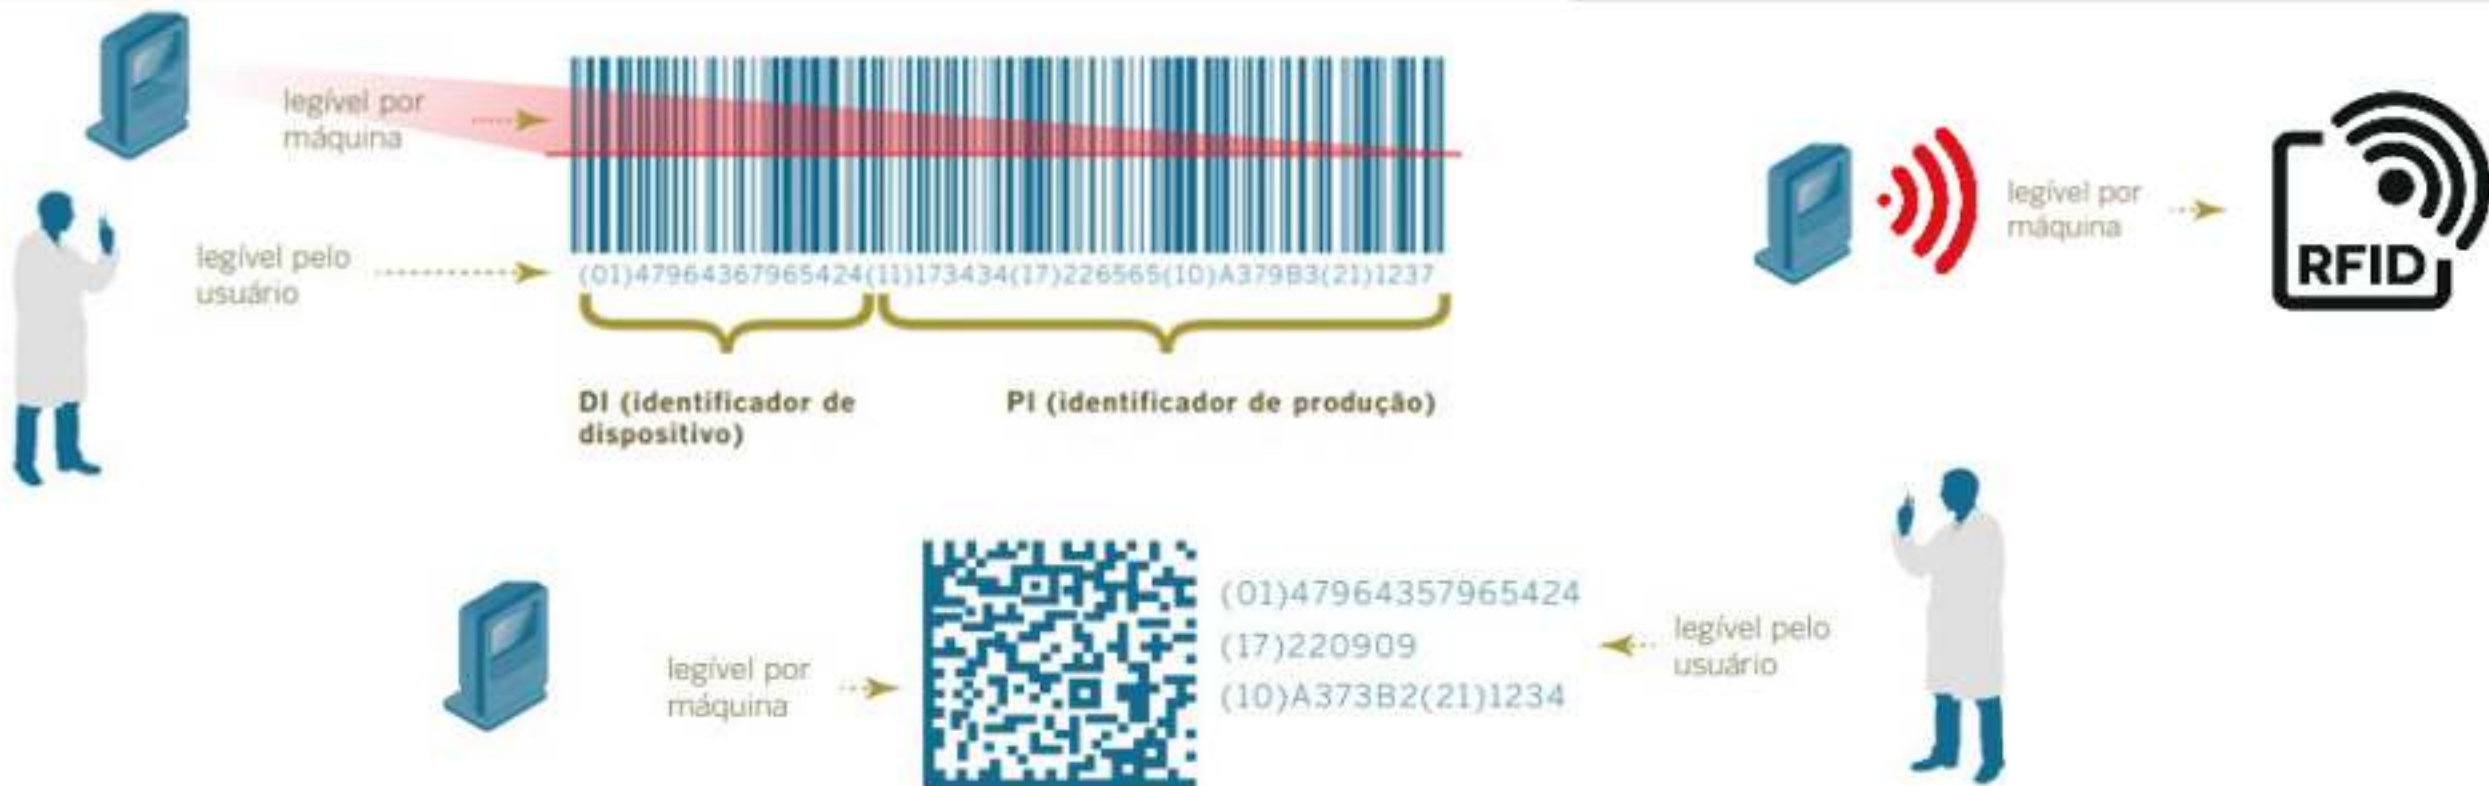 legível por
máquina
legível pelo
usuário
(01)47964367965424(11)173434(17)226565(10)A379B3(21)1237
DI (identificador de
dispositivo)
PI (identificador de produção)
legível por
máquina
RFID
legível por
máquina
(01)47964357965424
(17)220909
(10)A373B2(21)1234
legível pelo
usuário